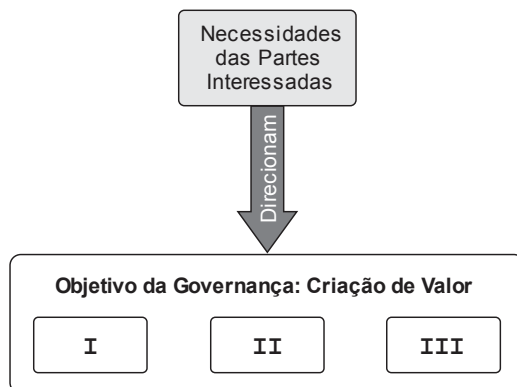 Necessidades
das Partes
Interessadas
Direcionam
Objetivo da Governança: Criação de Valor
I
II
III